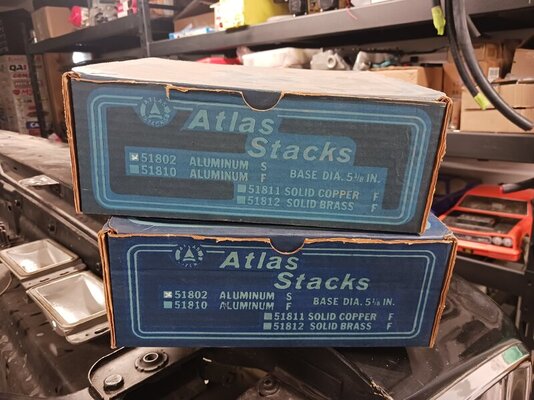 Atlas
Stacks
51802 ALUMINUM S BASE DIA. 5⅛ IN.
51810 ALUMINUM F
51811 SOLID COPPER F
51812 SOLID BRASS F
Atlas
Stacks
51802 ALUMINUM S BASE DIA. 5⅛ IN.
51810 ALUMINUM F
51811 SOLID COPPER F
51812 SOLID BRASS F